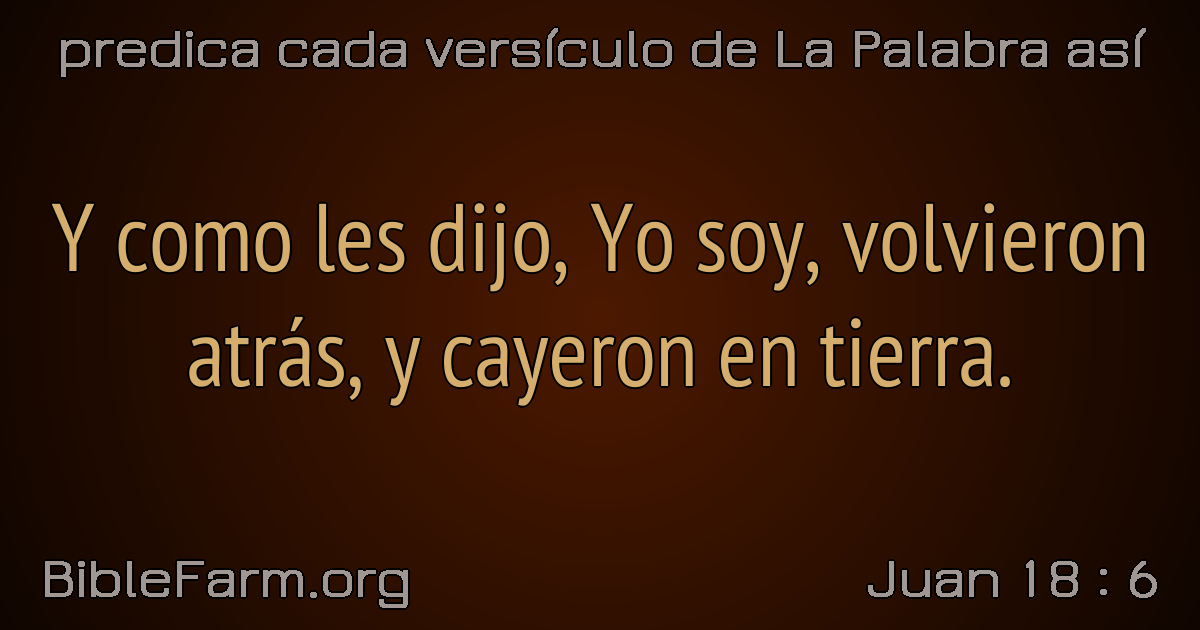 predica cada versículo de La Palabra así
Y como les dijo, Yo soy, volvieron
atrás, y cayeron en tierra.
BibleFarm.org
Juan 18 : 6